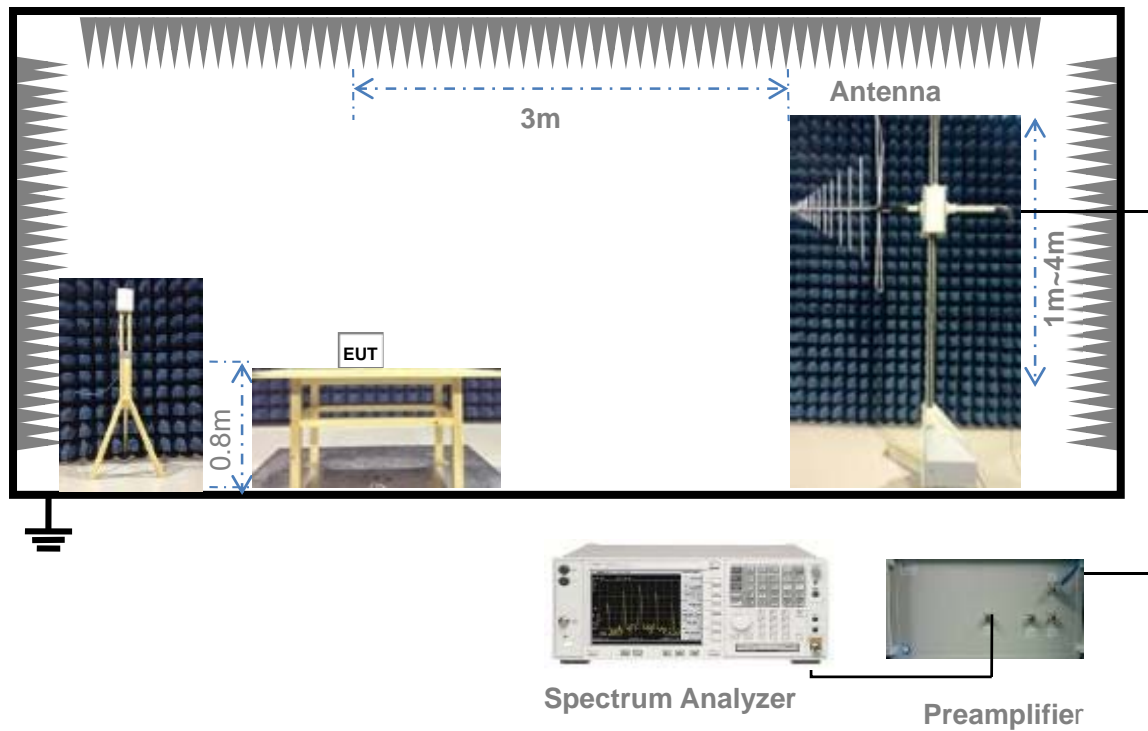 Antenna
3m
1m~4m
EUT
0.8m
Spectrum Analyzer
Preamplifier